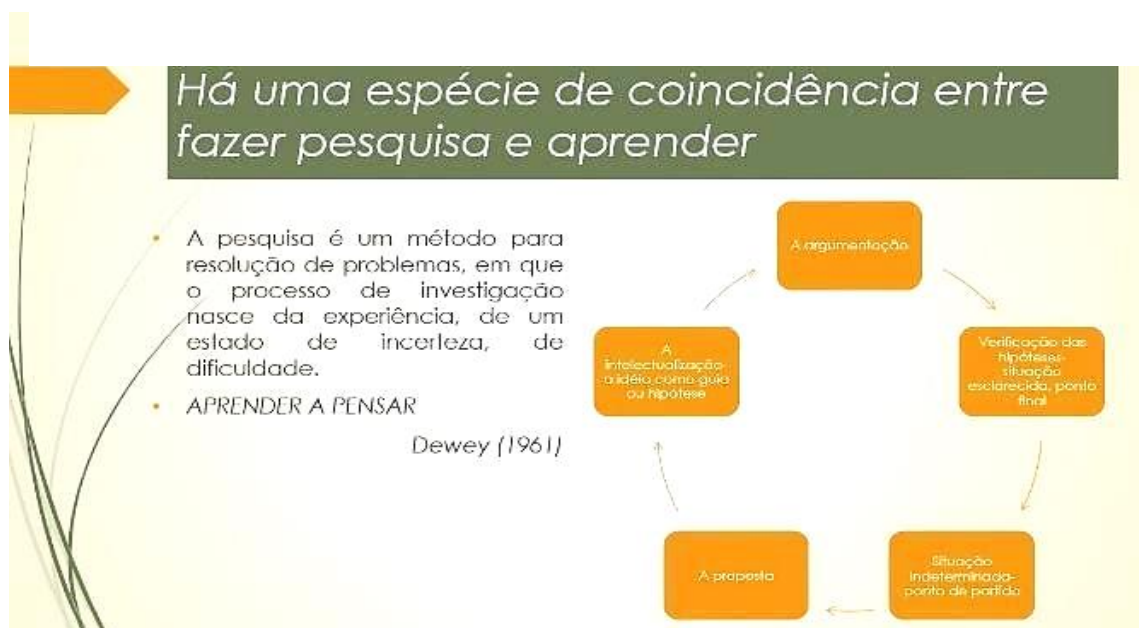 Há uma espécie de coincidência entre
fazer pesquisa e aprender
• A pesquisa é um método para
resolução de problemas, em que
o processo de investigação
nasce da experiência, de um
estado de incerteza, de
dificuldade.
• APRENDER A PENSAR
Dewey (1961)
A argumentação
Verificação das
hipóteses-
situação
esclarecida, ponto
final
Situação
indeterminada-
ponto de partida
A proposta
A
intelectualização-
a idéia como guia
ou hipótese